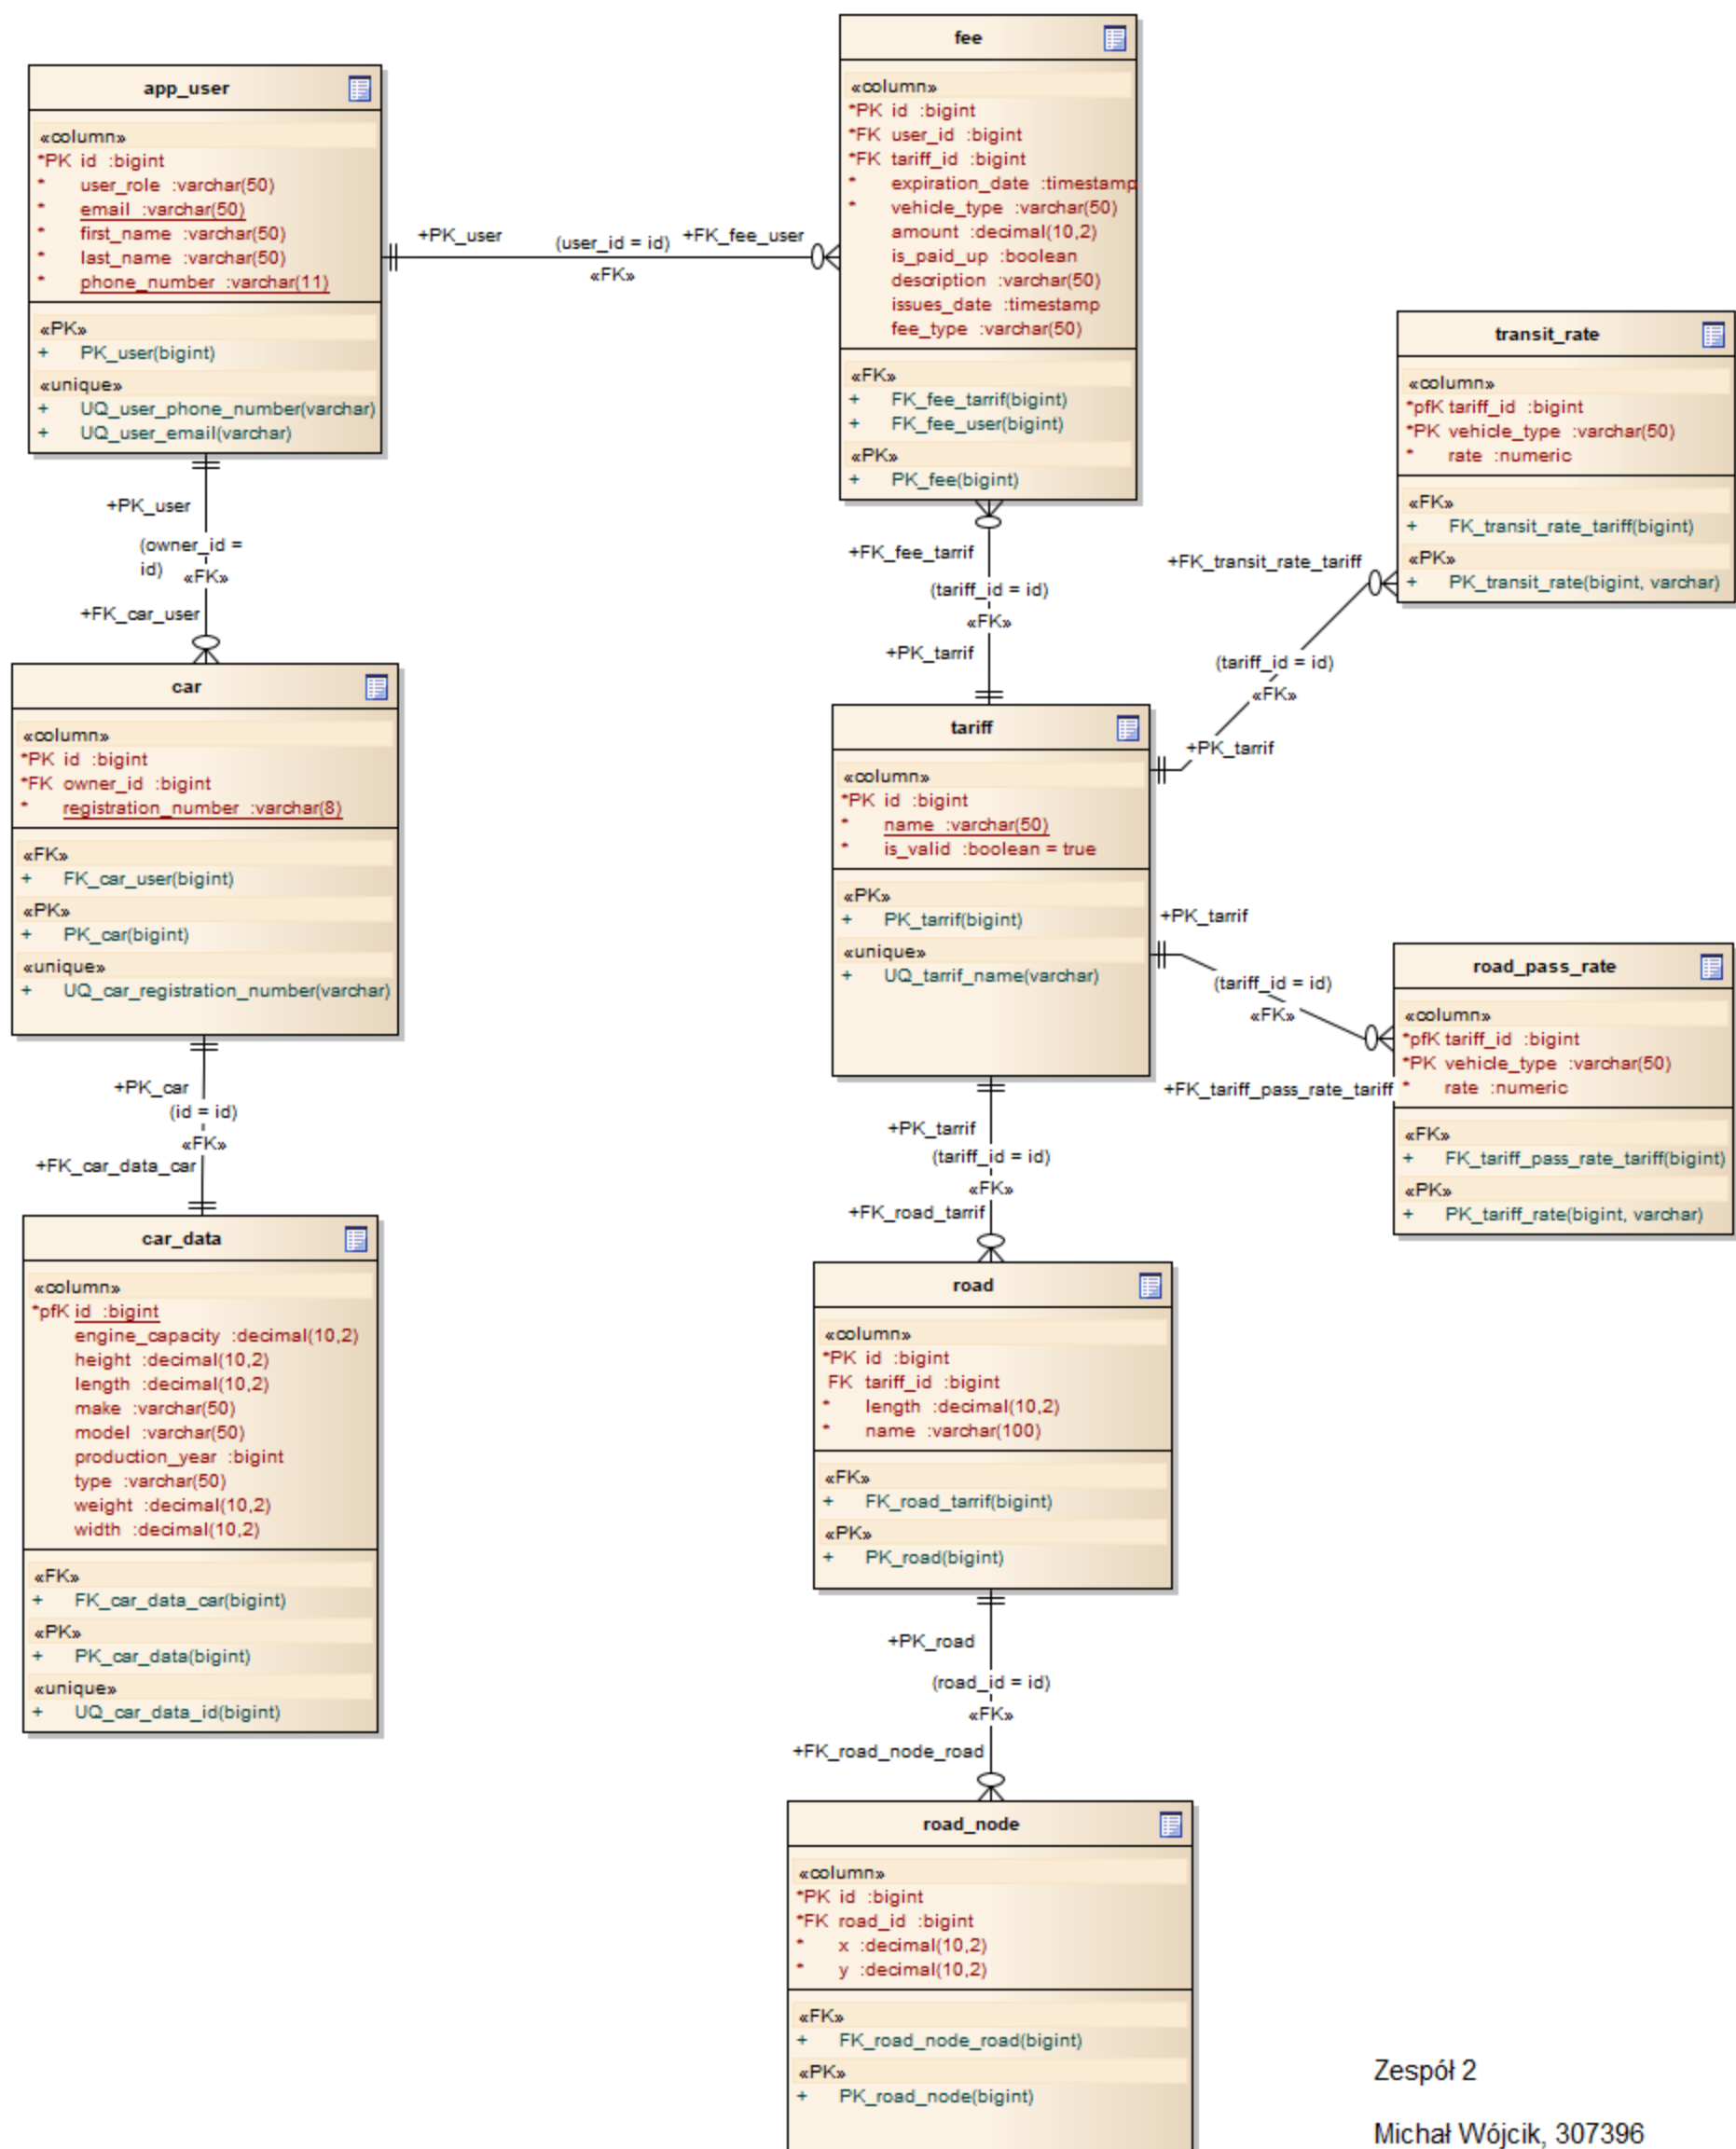 app_user
«column»
*PK id :bigint
* user_role :varchar(50)
* email :varchar(50)
* first_name :varchar(50)
* last_name :varchar(50)
* phone_number :varchar(11)
«PK»
+ PK_user(bigint)
«unique»
+ UQ_user_phone_number(varchar)
+ UQ_user_email(varchar)
+PK_user
(user_id = id)
+FK_fee_user
«FK»
fee
«column»
*PK id :bigint
*FK user_id :bigint
*FK tariff_id :bigint
* expiration_date :timestamp
* vehicle_type :varchar(50)
amount :decimal(10,2)
is_paid_up :boolean
description :varchar(50)
issues_date :timestamp
fee_type :varchar(50)
«FK»
+ FK_fee_tarrif(bigint)
+ FK_fee_user(bigint)
«PK»
+ PK_fee(bigint)
transit_rate
«column»
*pfK tariff_id :bigint
*PK vehicle_type :varchar(50)
* rate :numeric
«FK»
+ FK_transit_rate_tariff(bigint)
«PK»
+ PK_transit_rate(bigint, varchar)
+PK_user
(owner_id =
id)
«FK»
+FK_car_user
+FK_fee_tarrif
(tariff_id = id)
«FK»
+PK_tarrif
+FK_transit_rate_tariff
(tariff_id = id)
«FK»
+PK_tarrif
car
«column»
*PK id :bigint
*FK owner_id :bigint
* registration_number :varchar(8)
«FK»
+ FK_car_user(bigint)
«PK»
+ PK_car(bigint)
«unique»
+ UQ_car_registration_number(varchar)
tariff
«column»
*PK id :bigint
* name :varchar(50)
* is_valid :boolean = true
«PK»
+ PK_tarrif(bigint)
«unique»
+ UQ_tarrif_name(varchar)
+PK_tarrif
(tariff_id = id)
«FK»
+FK_tariff_pass_rate_tariff
road_pass_rate
«column»
*pfK tariff_id :bigint
*PK vehicle_type :varchar(50)
* rate :numeric
«FK»
+ FK_tariff_pass_rate_tariff(bigint)
«PK»
+ PK_tariff_rate(bigint, varchar)
+PK_car
(id = id)
«FK»
+FK_car_data_car
+PK_tarrif
(tariff_id = id)
«FK»
+FK_road_tarrif
car_data
«column»
*pfK id :bigint
engine_capacity :decimal(10,2)
height :decimal(10,2)
length :decimal(10,2)
make :varchar(50)
model :varchar(50)
production_year :bigint
type :varchar(50)
weight :decimal(10,2)
width :decimal(10,2)
«FK»
+ FK_car_data_car(bigint)
«PK»
+ PK_car_data(bigint)
«unique»
+ UQ_car_data_id(bigint)
road
«column»
*PK id :bigint
FK tariff_id :bigint
* length :decimal(10,2)
* name :varchar(100)
«FK»
+ FK_road_tarrif(bigint)
«PK»
+ PK_road(bigint)
+PK_road
(road_id = id)
«FK»
+FK_road_node_road
road_node
«column»
*PK id :bigint
*FK road_id :bigint
* x :decimal(10,2)
* y :decimal(10,2)
«FK»
+ FK_road_node_road(bigint)
«PK»
+ PK_road_node(bigint)
Zespół 2
Michał Wójcik, 307396